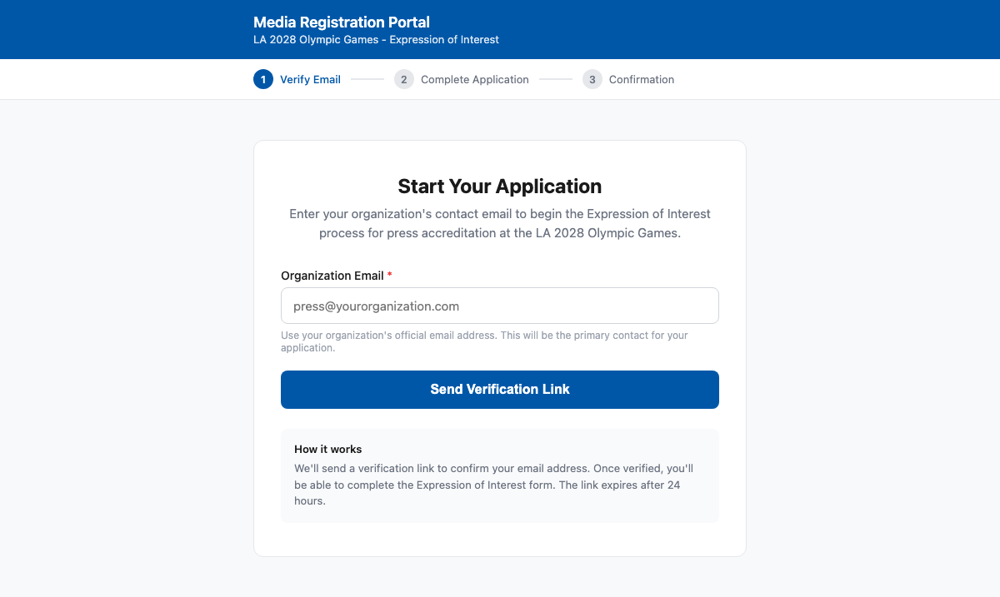 Media Registration Portal
LA 2028 Olympic Games - Expression of Interest
1 Verify Email 2 Complete Application 3 Confirmation
Start Your Application
Enter your organization's contact email to begin the Expression of Interest
process for press accreditation at the LA 2028 Olympic Games.
Organization Email *
press@yourorganization.com
Use your organization's official email address. This will be the primary contact for your
application.
Send Verification Link
How it works
We'll send a verification link to confirm your email address. Once verified, you'll
be able to complete the Expression of Interest form. The link expires after 24
hours.